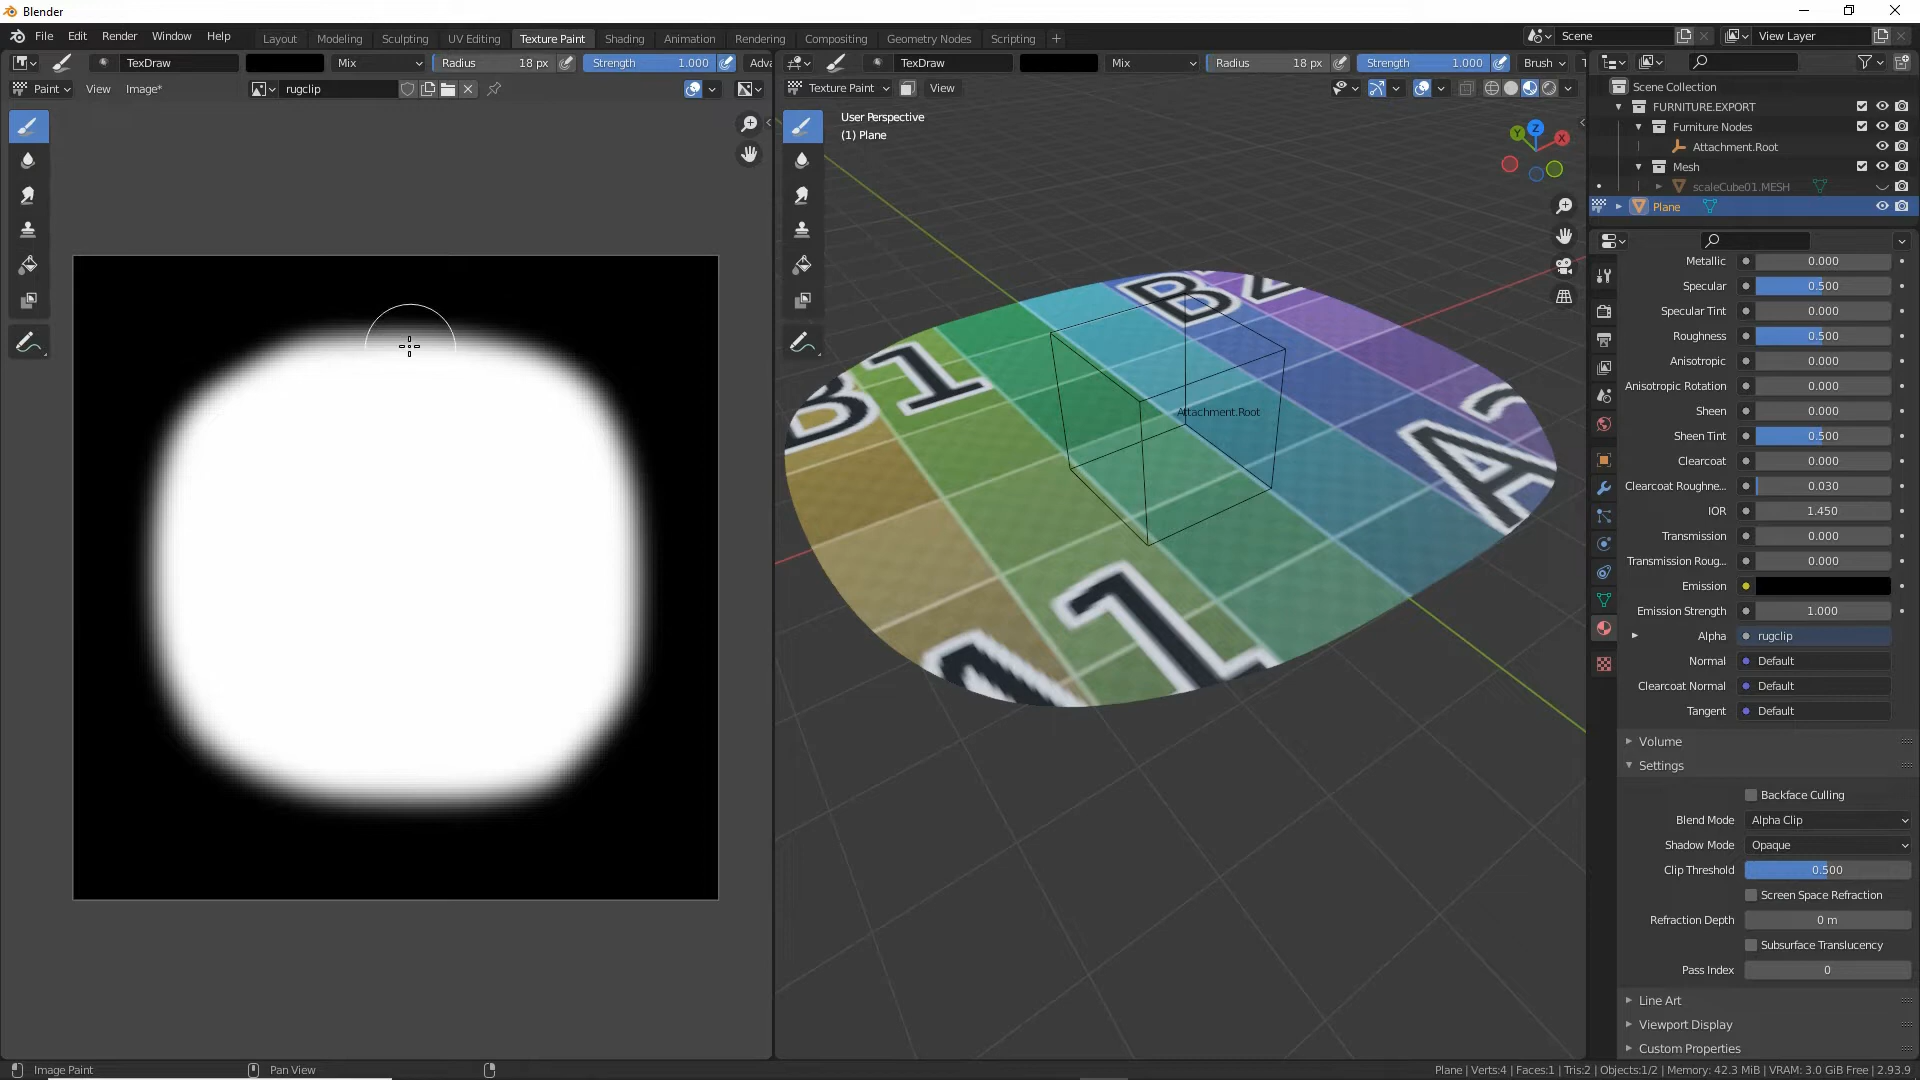 Blender
File Edit Render Window Help
Layout Modeling Sculpting UV Editing Texture Paint Shading Animation Rendering Compositing Geometry Nodes Scripting +
Scene
View Layer
TexDraw Mix Radius 18 px Strength 1.000
TexDraw Mix Radius 18 px Strength 1.000 Brush
Paint View Image* rugclip
Texture Paint View
User Perspective
(1) Plane
Z
Y
X
B2
B1
A
Attachment.Root
A1
Scene Collection
FURNITURE.EXPORT
Furniture Nodes
Attachment.Root
Mesh
scaleCube01.MESH
Plane
Metallic 0.000
Specular 0.500
Specular Tint 0.000
Roughness 0.500
Anisotropic 0.000
Anisotropic Rotation 0.000
Sheen 0.000
Sheen Tint 0.500
Clearcoat 0.000
Clearcoat Roughne... 0.030
IOR 1.450
Transmission 0.000
Transmission Roug... 0.000
Emission
Emission Strength 1.000
Alpha rugclip
Normal Default
Clearcoat Normal Default
Tangent Default
Volume
Settings
Backface Culling
Blend Mode Alpha Clip
Shadow Mode Opaque
Clip Threshold 0.500
Screen Space Refraction
Refraction Depth 0 m
Subsurface Translucency
Pass Index 0
Line Art
Viewport Display
Custom Properties
Image Paint Pan View
Plane | Verts:4 | Faces:1 | Tris:2 | Objects:1/2 | Memory: 42.3 MiB | VRAM: 3.0 GiB Free | 2.93.9